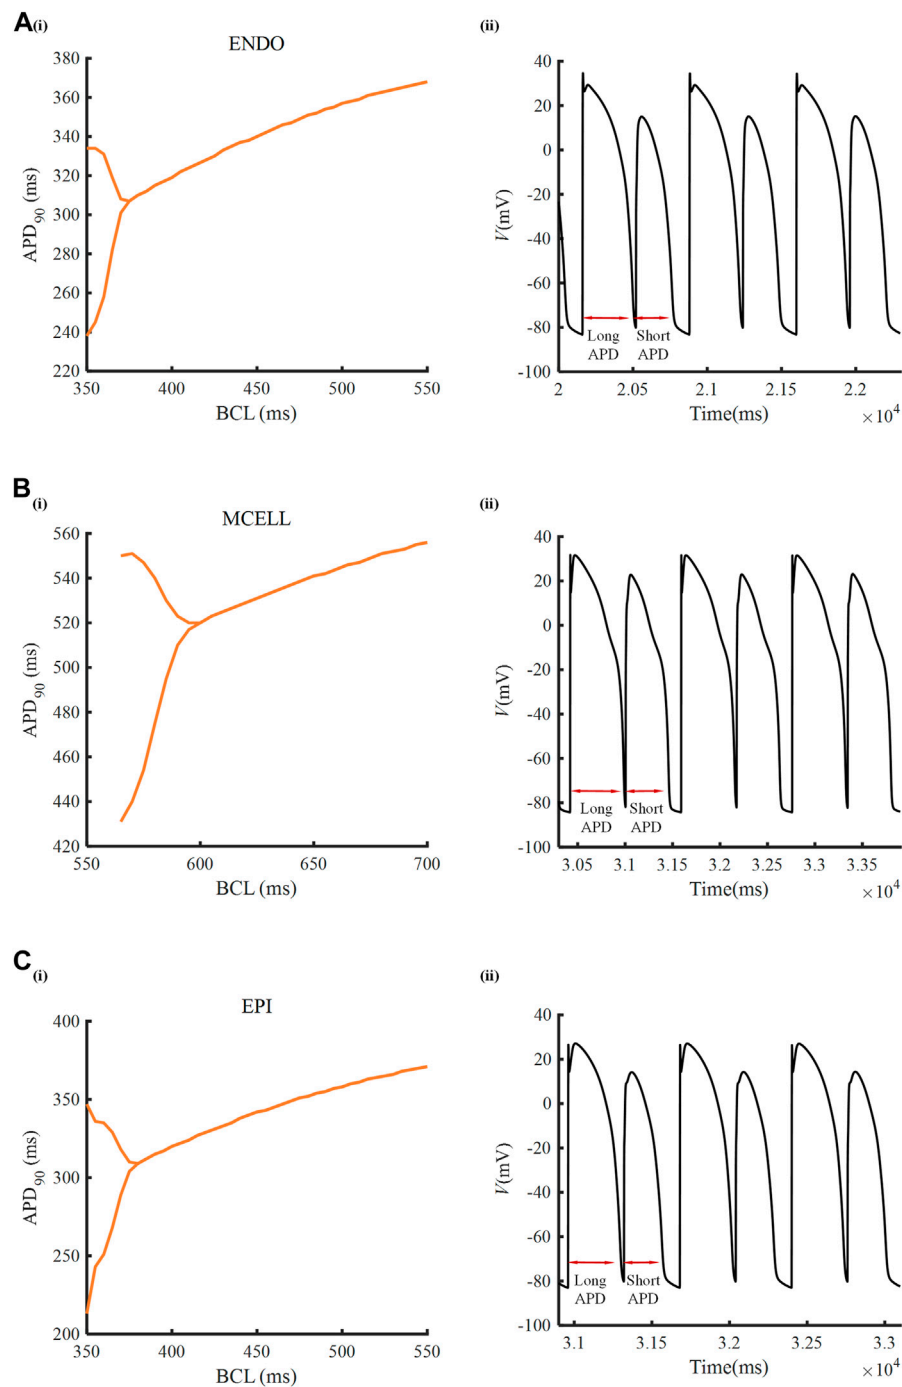 A(i)
ENDO
380
360
340
320
300
280
260
240
220
APD90 (ms)
350
400
450
500
550
BCL (ms)
(ii)
40
20
0
-20
-40
-60
-80
-100
V(mV)
Long
APD
Short
APD
2
2.05
2.1
2.15
2.2
Time(ms)
×10^4
B(i)
MCELL
560
540
520
500
480
460
440
420
APD90 (ms)
550
600
650
700
BCL (ms)
(ii)
40
20
0
-20
-40
-60
-80
-100
V(mV)
Long
APD
Short
APD
3.05
3.1
3.15
3.2
3.25
3.3
3.35
Time(ms)
×10^4
C(i)
EPI
400
350
300
250
200
APD90 (ms)
350
400
450
500
550
BCL (ms)
(ii)
40
20
0
-20
-40
-60
-80
-100
V(mV)
Long
APD
Short
APD
3.1
3.15
3.2
3.25
3.3
Time(ms)
×10^4